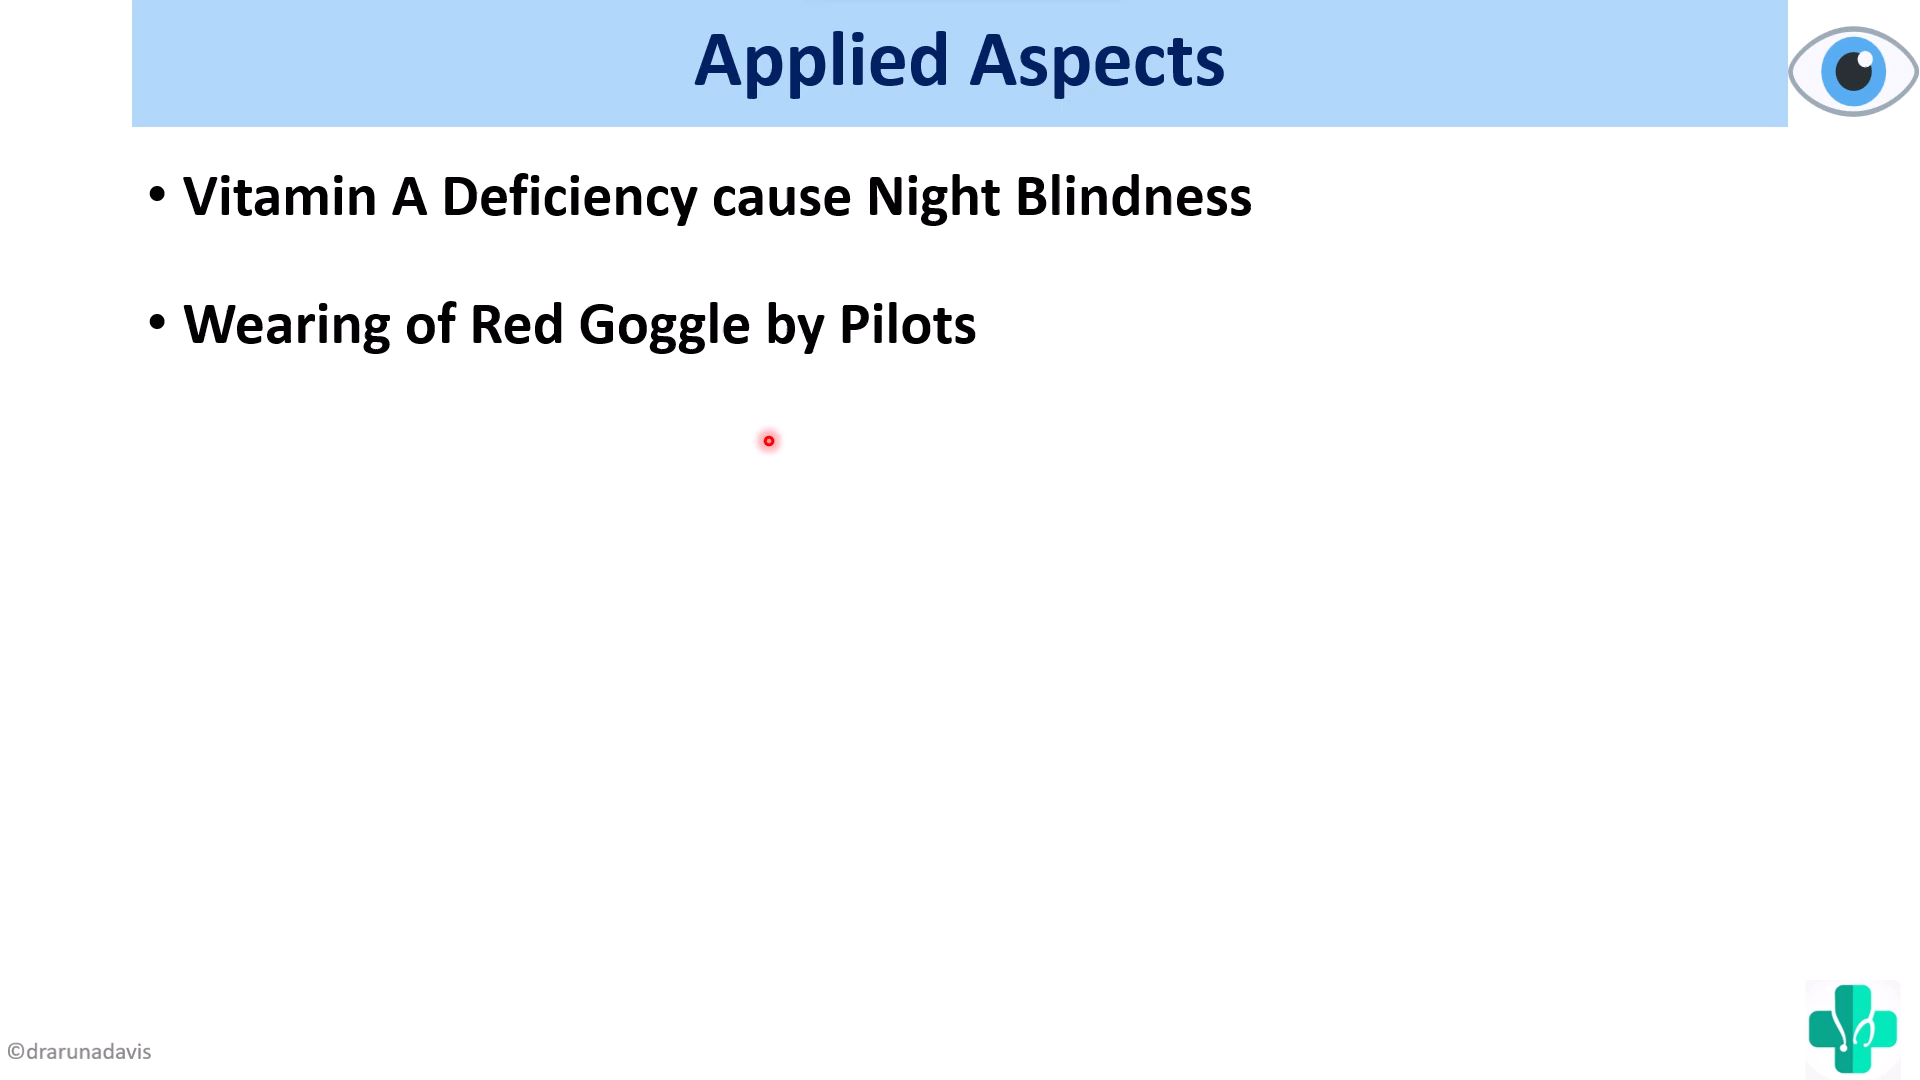 Applied Aspects
• Vitamin A Deficiency cause Night Blindness
• Wearing of Red Goggle by Pilots
©drarunadavis